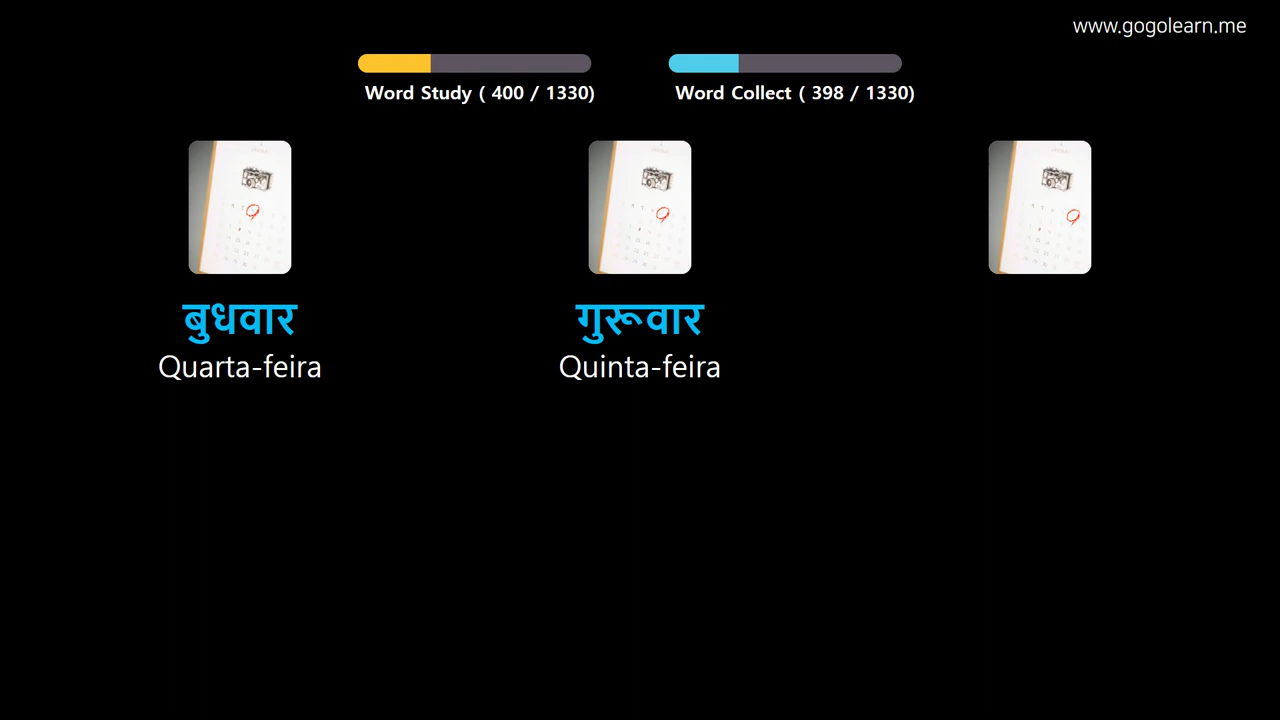 www.gogolearn.me
Word Study ( 400 / 1330)
Word Collect ( 398 / 1330)
बुधवार
Quarta-feira
गुरूवार
Quinta-feira